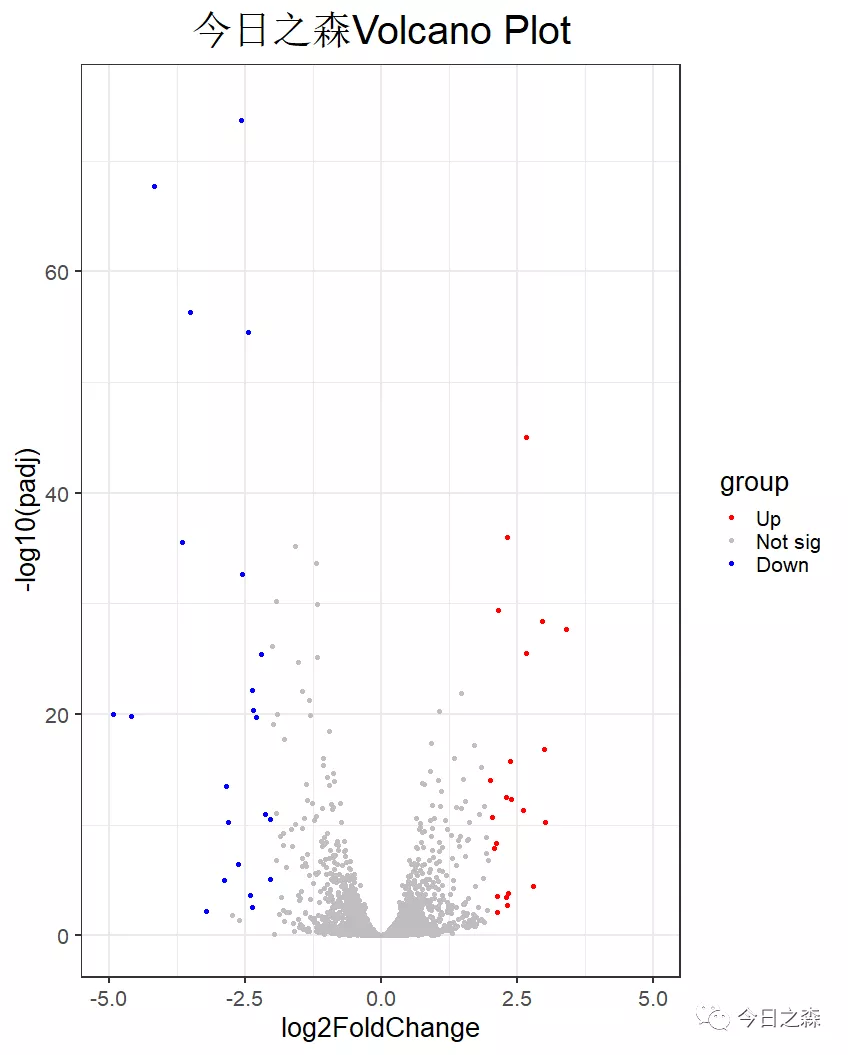 今日之森Volcano Plot
-log10(padj)
60
40
20
0
-5.0 -2.5 0.0 2.5 5.0
log2FoldChange
group
Up
Not sig
Down
今日之森